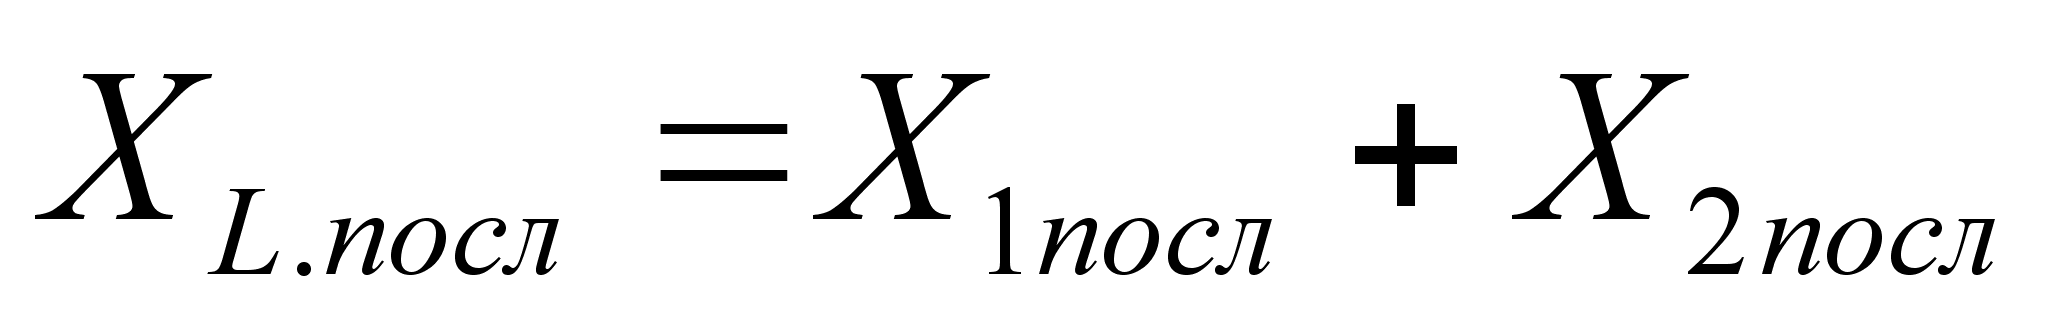 X_{L.посл} = X_{1посл} + X_{2посл}